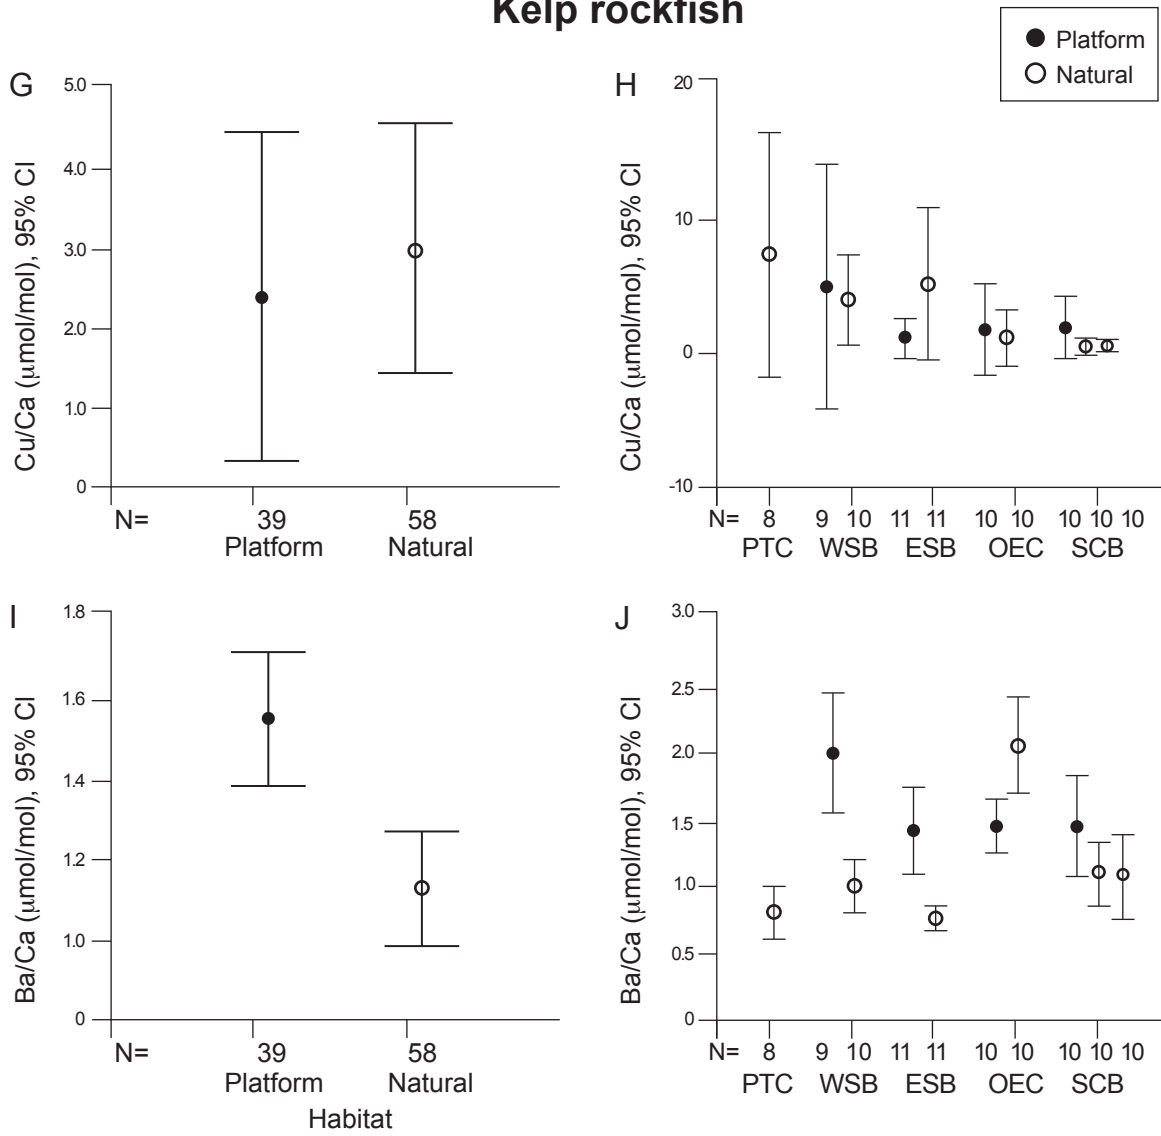 Kelp rockfish
Platform
Natural
G
Cu/Ca (μmol/mol), 95% CI
5.0
4.0
3.0
2.0
1.0
0
N= 39 58
Platform Natural
H
Cu/Ca (μmol/mol), 95% CI
20
10
0
-10
N= 8 9 10 11 11 10 10 10 10 10
PTC WSB ESB OEC SCB
I
Ba/Ca (μmol/mol), 95% CI
1.8
1.6
1.4
1.2
1.0
0
N= 39 58
Platform Natural
Habitat
J
Ba/Ca (μmol/mol), 95% CI
3.0
2.5
2.0
1.5
1.0
0.5
0
N= 8 9 10 11 11 10 10 10 10 10
PTC WSB ESB OEC SCB